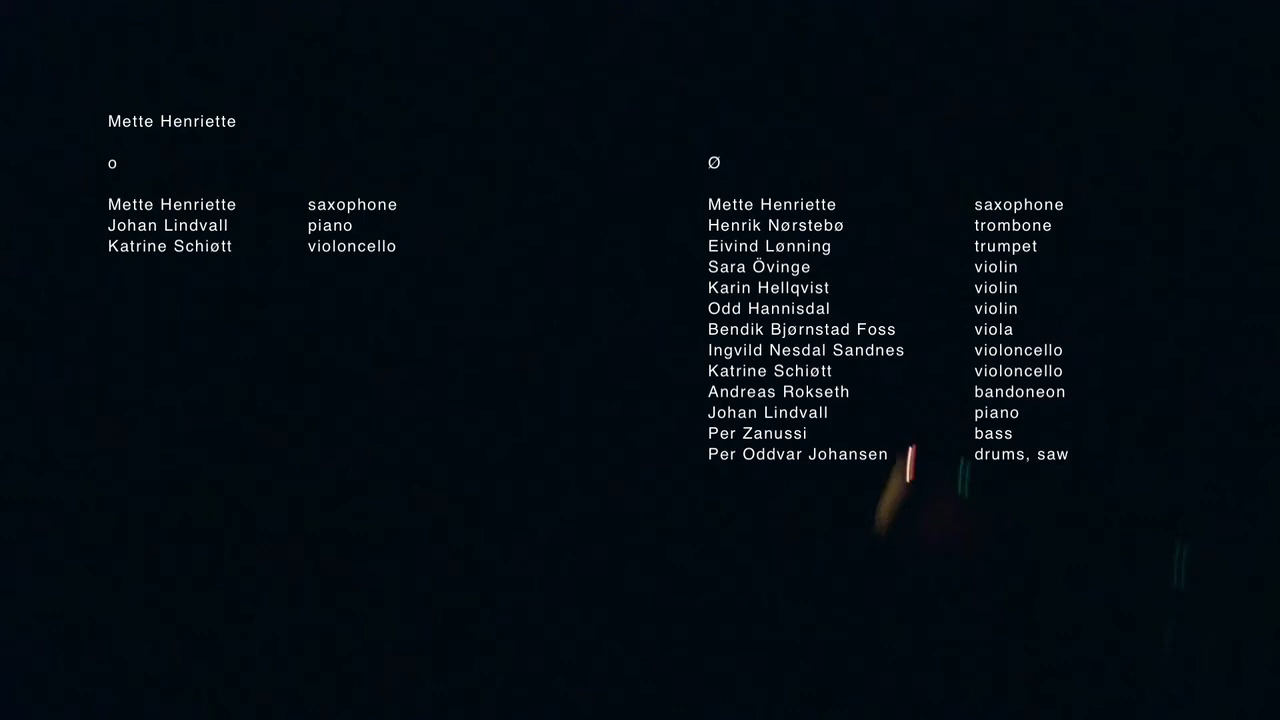 Mette Henriette
o
Mette Henriette saxophone
Johan Lindvall piano
Katrine Schiøtt violoncello
Ø
Mette Henriette saxophone
Henrik Nørstebø trombone
Eivind Lønning trumpet
Sara Övinge violin
Karin Hellqvist violin
Odd Hannisdal violin
Bendik Bjørnstad Foss viola
Ingvild Nesdal Sandnes violoncello
Katrine Schiøtt violoncello
Andreas Rokseth bandoneon
Johan Lindvall piano
Per Zanussi bass
Per Oddvar Johansen drums, saw